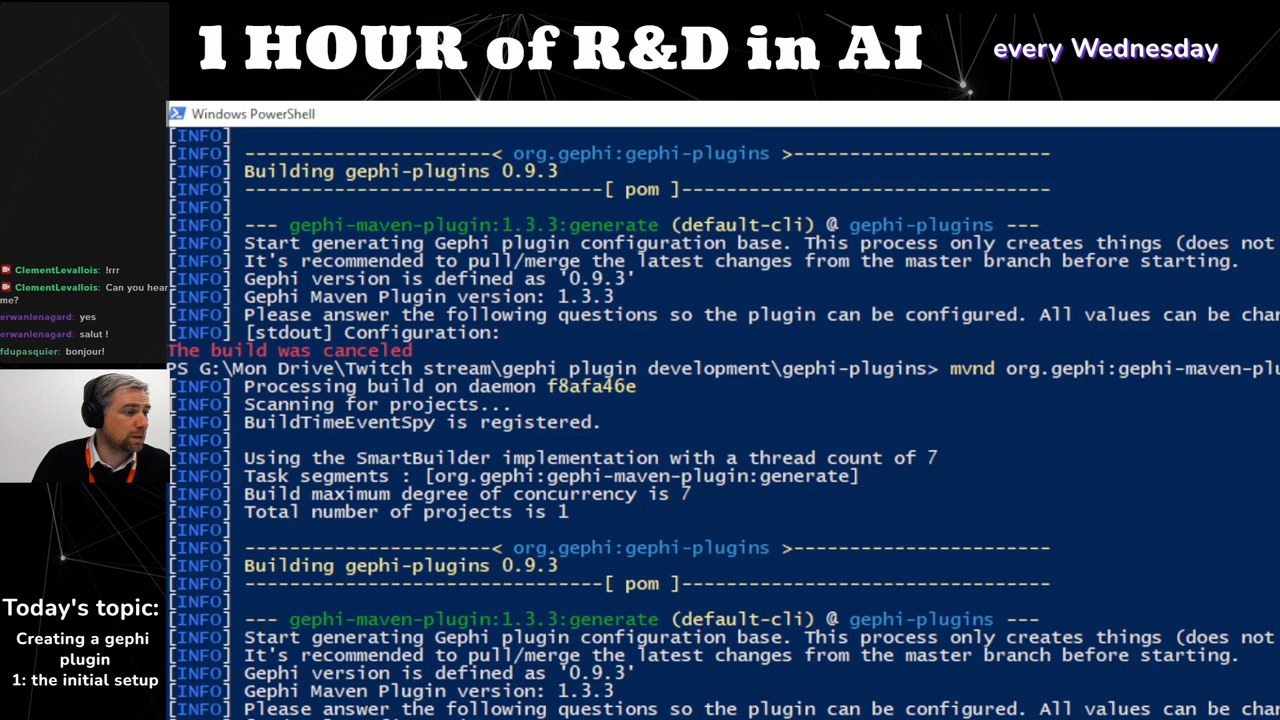 1 HOUR of R&D in AI
every Wednesday
Windows PowerShell
[INFO]
[INFO] ----------------------< org.gephi:gephi-plugins >-----------------------
[INFO] Building gephi-plugins 0.9.3
[INFO] --------------------------------[ pom ]---------------------------------
[INFO]
[INFO] --- gephi-maven-plugin:1.3.3:generate (default-cli) @ gephi-plugins ---
[INFO] Start generating Gephi plugin configuration base. This process only creates things (does not
[INFO] It's recommended to pull/merge the latest changes from the master branch before starting.
[INFO] Gephi version is defined as '0.9.3'
[INFO] Gephi Maven Plugin version: 1.3.3
[INFO] Please answer the following questions so the plugin can be configured. All values can be
[INFO] [stdout] Configuration:
The build was canceled
PS G:\Mon Drive\Twitch stream\gephi plugin development\gephi-plugins> mvnd org.gephi:gephi-maven-
[INFO] Processing build on daemon f8afa46e
[INFO] Scanning for projects...
[INFO] BuildTimeEventSpy is registered.
[INFO]
[INFO] Using the SmartBuilder implementation with a thread count of 7
[INFO] Task segments : [org.gephi:gephi-maven-plugin:generate]
[INFO] Build maximum degree of concurrency is 7
[INFO] Total number of projects is 1
[INFO]
[INFO] ----------------------< org.gephi:gephi-plugins >-----------------------
[INFO] Building gephi-plugins 0.9.3
[INFO] --------------------------------[ pom ]---------------------------------
[INFO]
[INFO] --- gephi-maven-plugin:1.3.3:generate (default-cli) @ gephi-plugins ---
[INFO] Start generating Gephi plugin configuration base. This process only creates things (does not
[INFO] It's recommended to pull/merge the latest changes from the master branch before starting.
[INFO] Gephi version is defined as '0.9.3'
[INFO] Gephi Maven Plugin version: 1.3.3
[INFO] Please answer the following questions so the plugin can be configured. All values can be
ClementLevallois: !rrr
ClementLevallois: Can you hear
me?
erwanlenagard: yes
erwanlenagard: salut !
fdupasquier: bonjour!
Today's topic:
Creating a gephi
plugin
1: the initial setup